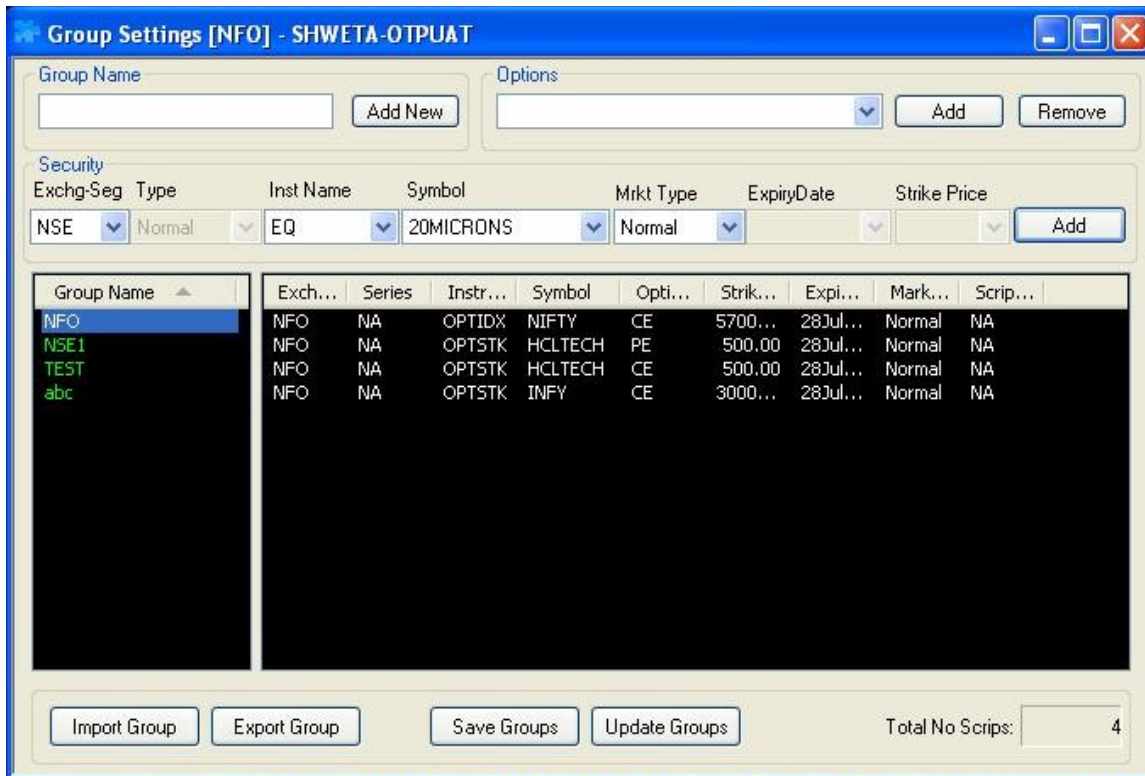 Group Settings [NFO] - SHWETA-OTPUAT
Group Name
Options
Add New
Add
Remove
Security
Exchg-Seg Type Inst Name Symbol Mrkt Type ExpiryDate Strike Price
NSE Normal EQ 20MICRONS Normal Add
Group Name
NFO
NSE1
TEST
abc
Exch... Series Instr... Symbol Opti... Strik... Expi... Mark... Scrip...
NFO NA OPTIDX NIFTY CE 5700... 28Jul... Normal NA
NFO NA OPTSTK HCLTECH PE 500.00 28Jul... Normal NA
NFO NA OPTSTK HCLTECH CE 500.00 28Jul... Normal NA
NFO NA OPTSTK INFY CE 3000... 28Jul... Normal NA
Import Group Export Group Save Groups Update Groups Total No Scrips: 4